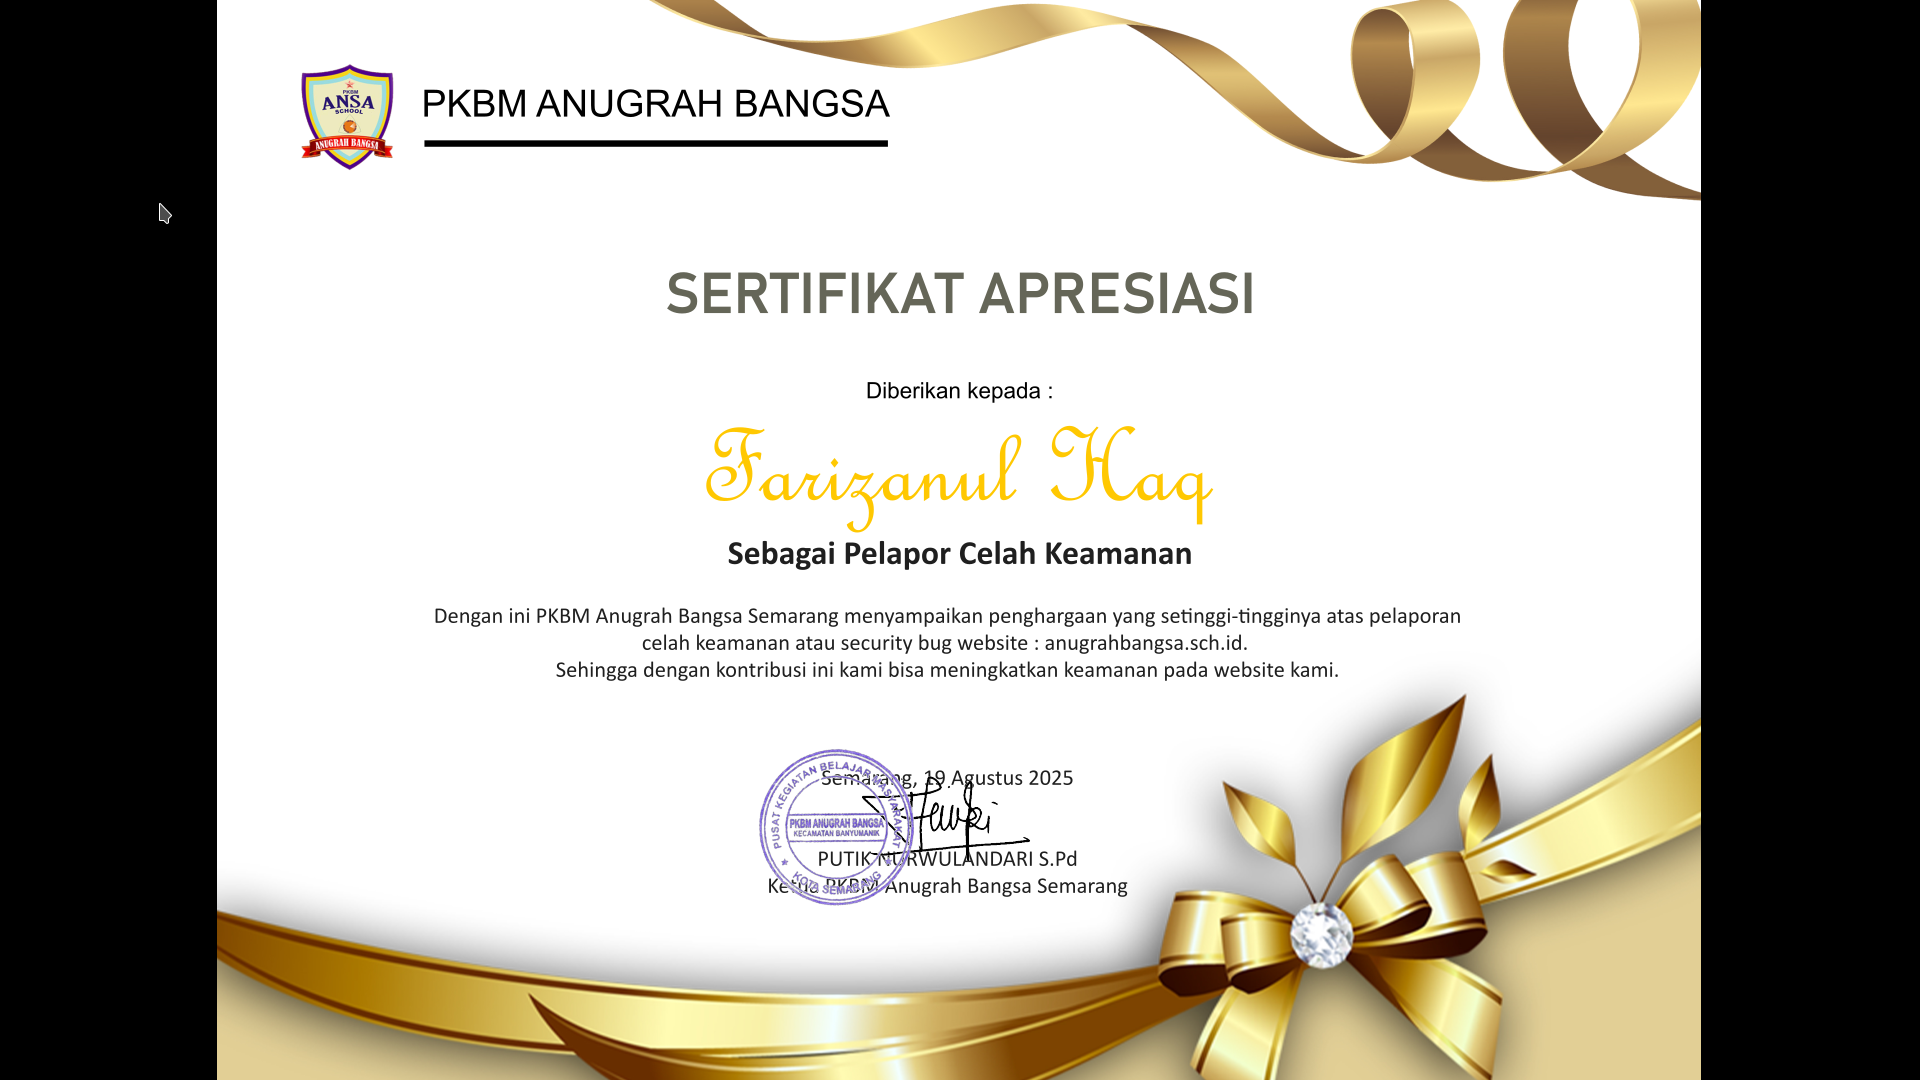 PKBM
ANSA
SCHOOL
ANUGRAH BANGSA
PKBM ANUGRAH BANGSA
SERTIFIKAT APRESIASI
Diberikan kepada :
Farizanul Haq
Sebagai Pelapor Celah Keamanan
Dengan ini PKBM Anugrah Bangsa Semarang menyampaikan penghargaan yang setinggi-tingginya atas pelaporan
celah keamanan atau security bug website : anugrahbangsa.sch.id.
Sehingga dengan kontribusi ini kami bisa meningkatkan keamanan pada website kami.
Semarang, 19 Agustus 2025
PUSAT KEGIATAN BELAJAR MASYARAKAT
PKBM ANUGRAH BANGSA
KECAMATAN BANYUMANIK
KOTA SEMARANG
PUTIK NURWULANDARI S.Pd
Ketua PKBM Anugrah Bangsa Semarang